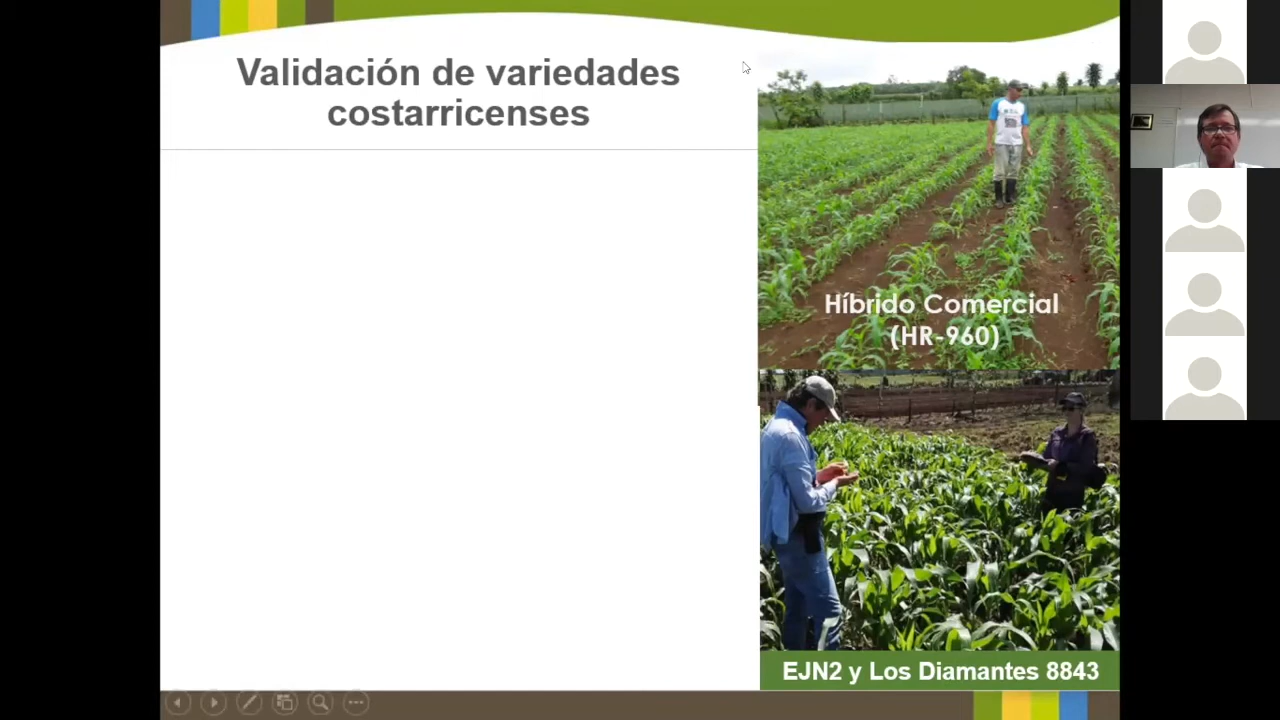 Validación de variedades
costarricenses
Híbrido Comercial
(HR-960)
EJN2 y Los Diamantes 8843